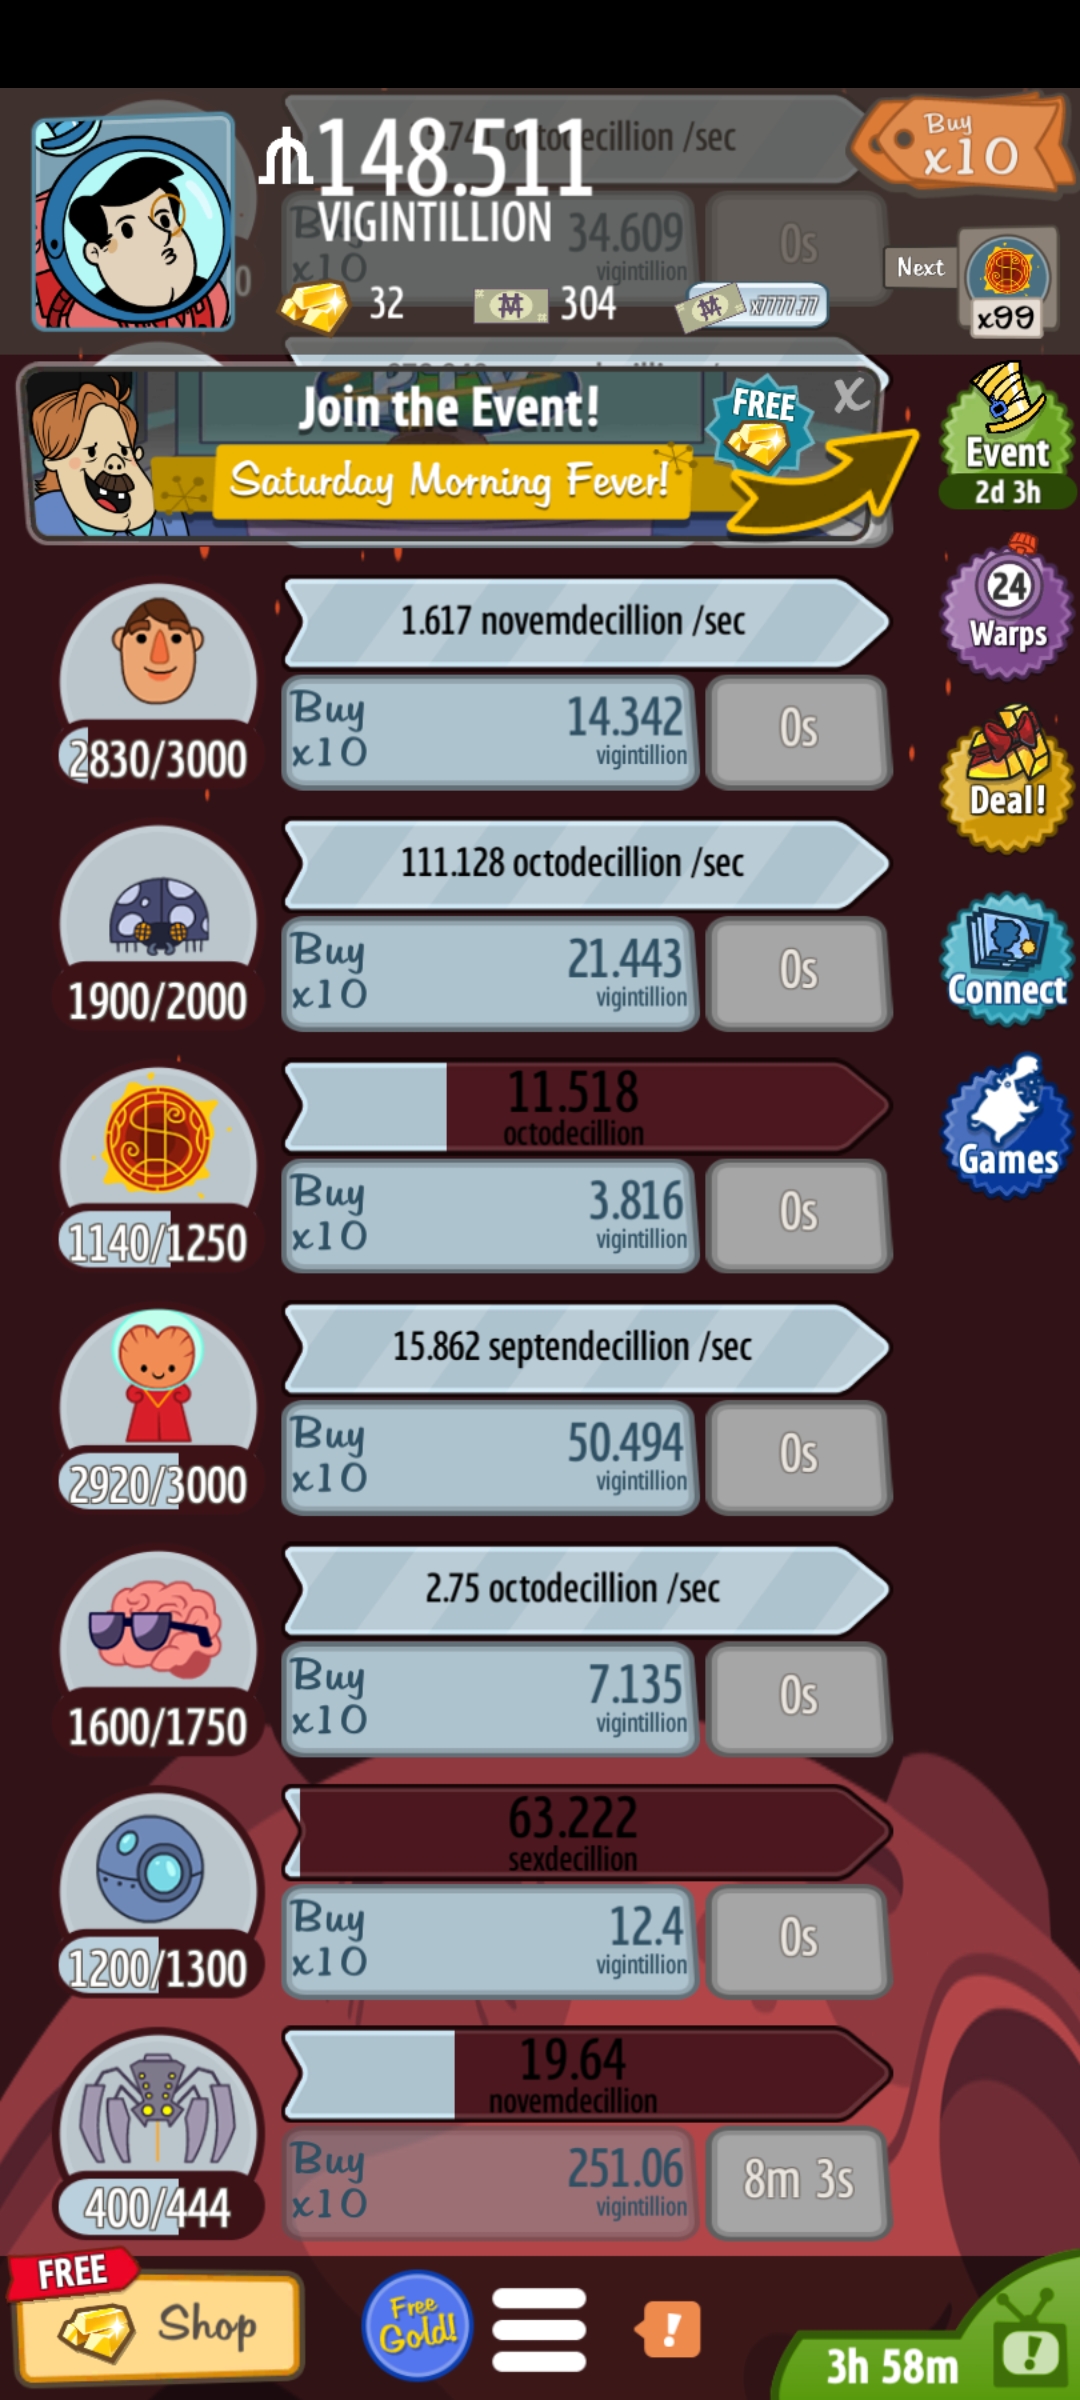 148.511
VIGINTILLION
octodecillion /sec
Buy
x10
34.609
vigintillion
0s
Buy
x10
32
304
x7777.77
Next
x99
Join the Event!
Saturday Morning Fever!
FREE
X
Event
2d 3h
24
Warps
Deal!
Connect
Games
2830/3000
1.617 novemdecillion /sec
Buy
x10
14.342
vigintillion
0s
1900/2000
111.128 octodecillion /sec
Buy
x10
21.443
vigintillion
0s
1140/1250
11.518
octodecillion
Buy
x10
3.816
vigintillion
0s
2920/3000
15.862 septendecillion /sec
Buy
x10
50.494
vigintillion
0s
1600/1750
2.75 octodecillion /sec
Buy
x10
7.135
vigintillion
0s
1200/1300
63.222
sexdecillion
Buy
x10
12.4
vigintillion
0s
400/444
19.64
novemdecillion
Buy
x10
251.06
vigintillion
8m 3s
FREE
Shop
Free
Gold!
!
3h 58m
!